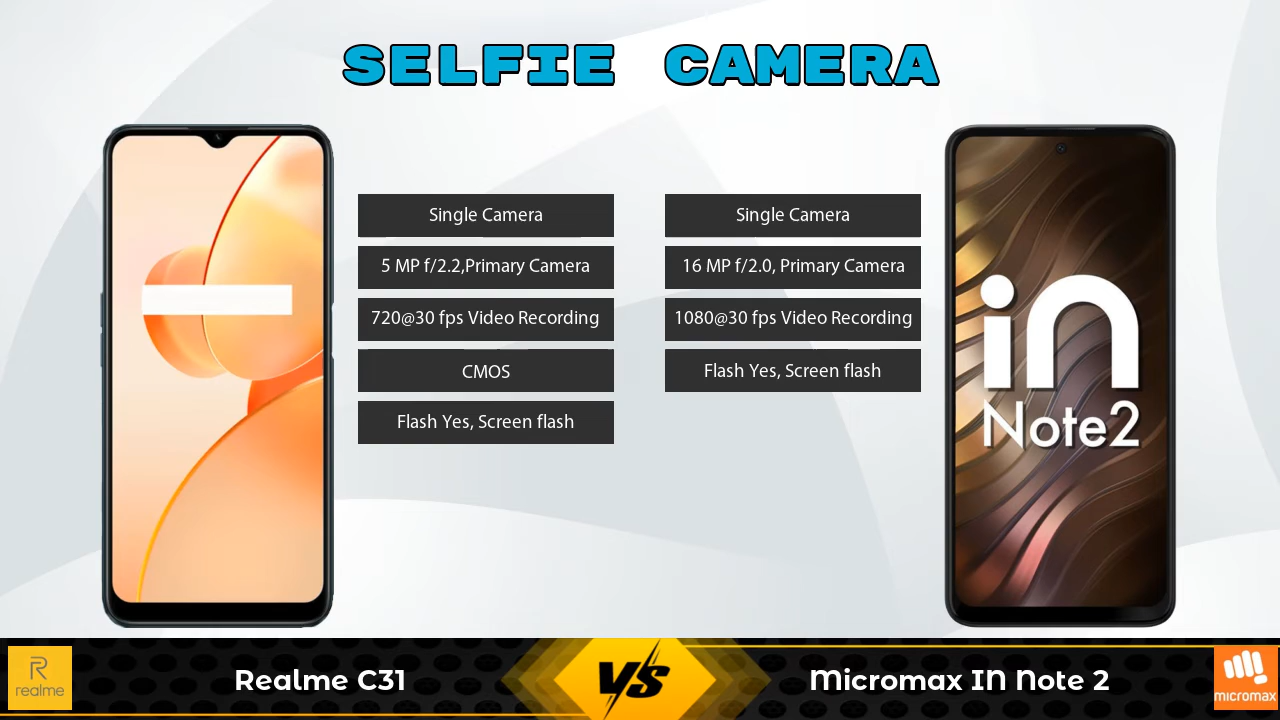 SELFIE CAMERA
Single Camera
5 MP f/2.2,Primary Camera
720@30 fps Video Recording
CMOS
Flash Yes, Screen flash
Single Camera
16 MP f/2.0, Primary Camera
1080@30 fps Video Recording
Flash Yes, Screen flash
in
Note2
R
realme
Realme C31
VS
Micromax IN Note 2
micromax